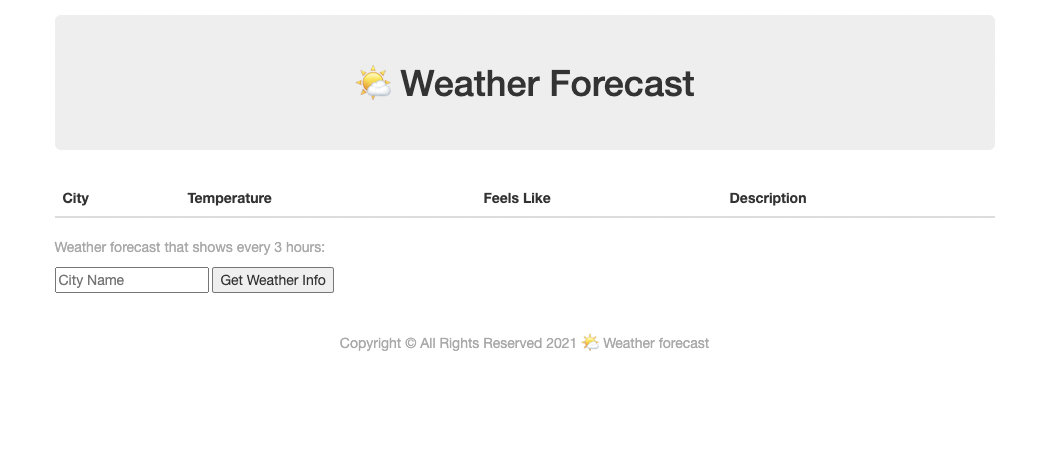 🌤 Weather Forecast
City Temperature Feels Like Description
Weather forecast that shows every 3 hours:
City Name Get Weather Info
Copyright © All Rights Reserved 2021 🌤 Weather forecast